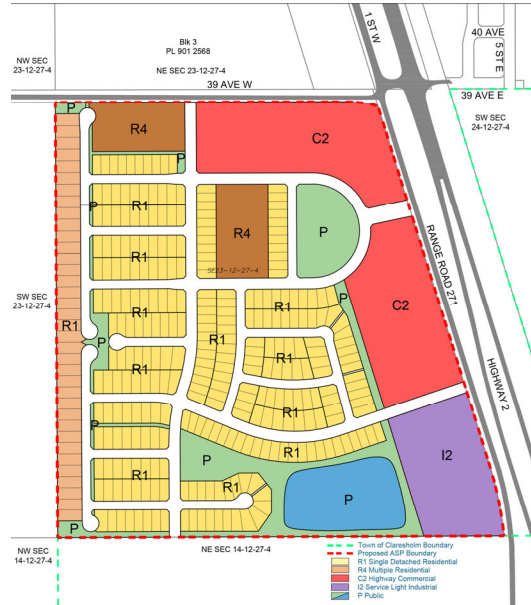 Blk 3
PL 901 2568
NW SEC
23-12-27-4
NE SEC 23-12-27-4
39 AVE W
1 ST W
40 AVE
5 ST E
39 AVE E
SW SEC
24-12-27-4
P
R4
C2
P
P
R1
R4
P
SE23-12-27-4
R1
RANGE ROAD 271
SW SEC
23-12-27-4
P
R1
R1
C2
R1
P
R1
HIGHWAY 2
R1
R1
P
R1
I2
P
R1
R1
P
P
NW SEC
14-12-27-4
NE SEC 14-12-27-4
Town of Claresholm Boundary
Proposed ASP Boundary
R1 Single Detached Residential
R4 Multiple Residential
C2 Highway Commercial
I2 Service Light Industrial
P Public